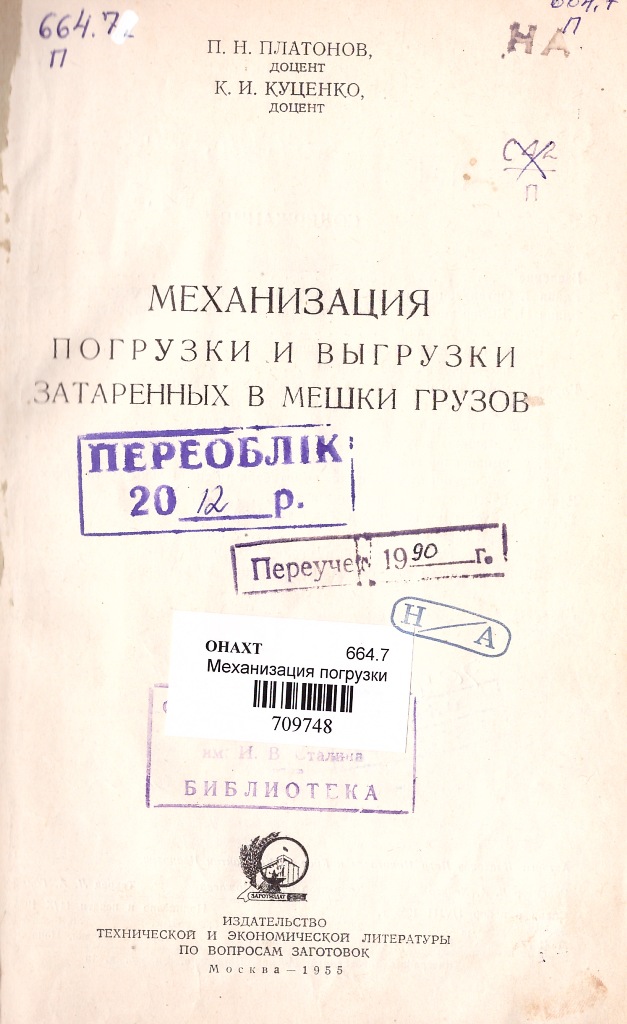 664.7
П
664.7
П
НА
П. Н. ПЛАТОНОВ,
ДОЦЕНТ
К. И. КУЦЕНКО,
ДОЦЕНТ
П
МЕХАНИЗАЦИЯ
ПОГРУЗКИ И ВЫГРУЗКИ
ЗАТАРЕННЫХ В МЕШКИ ГРУЗОВ
ПЕРЕОБЛІК
20 12 р.
Переучет 1990 г.
Н / А
ОНАХТ 664.7
Механизация погрузки
709748
им. И. В. Сталина
БИБЛИОТЕКА
ЗАГОТИЗДАТ
ИЗДАТЕЛЬСТВО
ТЕХНИЧЕСКОЙ И ЭКОНОМИЧЕСКОЙ ЛИТЕРАТУРЫ
ПО ВОПРОСАМ ЗАГОТОВОК
Москва — 1955